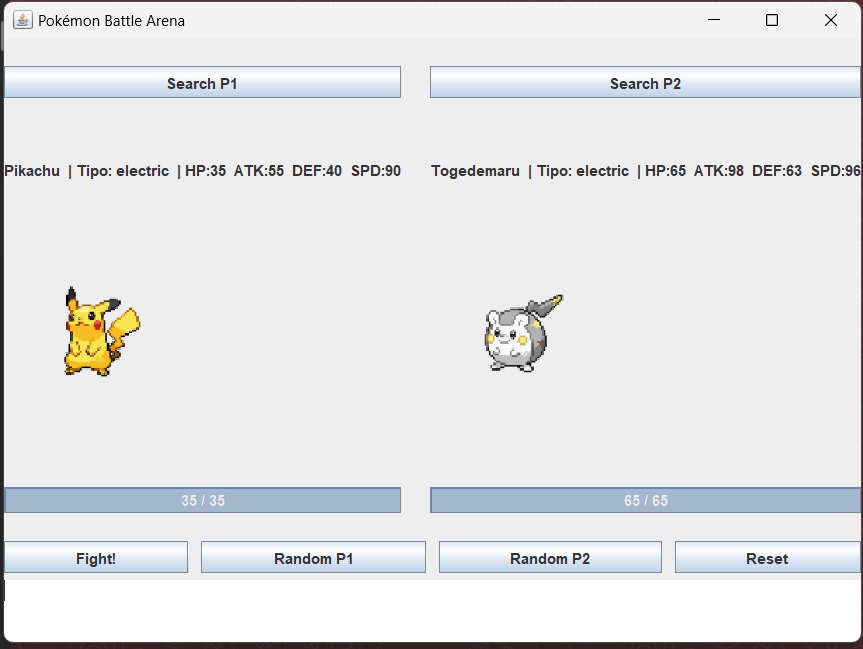 Pokémon Battle Arena
Search P1 Search P2
Pikachu | Tipo: electric | HP:35 ATK:55 DEF:40 SPD:90 Togedemaru | Tipo: electric | HP:65 ATK:98 DEF:63 SPD:96
35 / 35 65 / 65
Fight! Random P1 Random P2 Reset